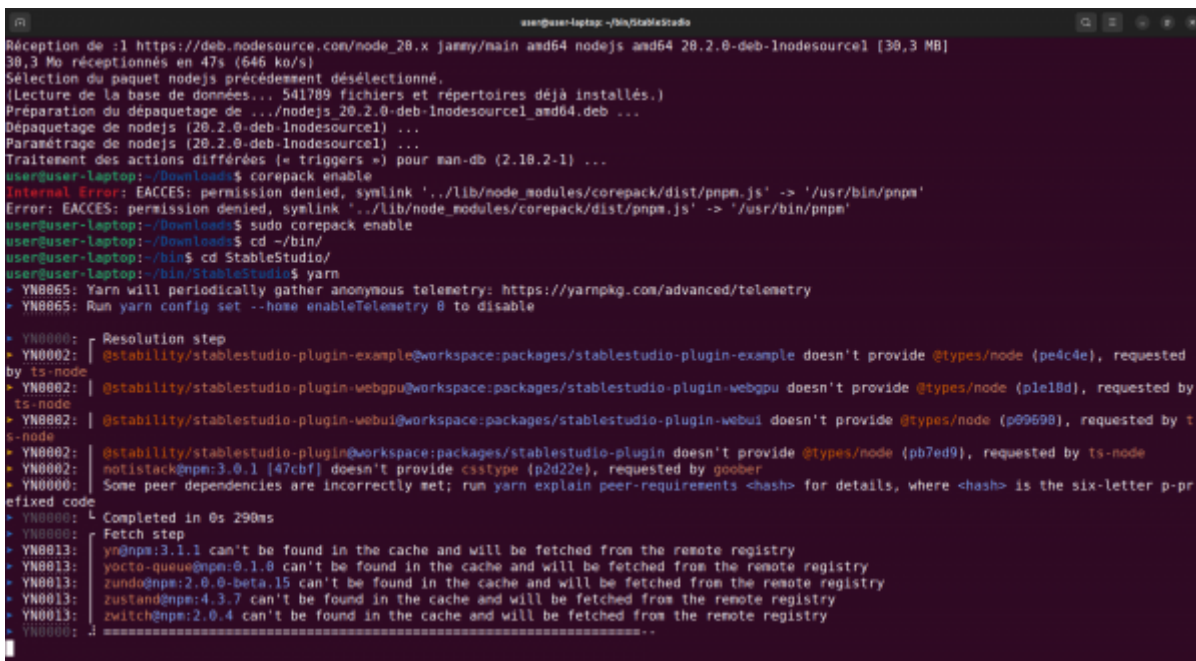 user@user-laptop: ~/bin/StableStudio
Réception de :1 https://deb.nodesource.com/node_20.x jammy/main amd64 nodejs amd64 20.2.0-deb-1nodesource1 [30,3 MB]
30,3 Mo réceptionnés en 47s (646 ko/s)
Sélection du paquet nodejs précédemment désélectionné.
(Lecture de la base de données... 541789 fichiers et répertoires déjà installés.)
Préparation du dépaquetage de .../nodejs_20.2.0-deb-1nodesource1_amd64.deb ...
Dépaquetage de nodejs (20.2.0-deb-1nodesource1) ...
Paramétrage de nodejs (20.2.0-deb-1nodesource1) ...
Traitement des actions différées (« triggers ») pour man-db (2.10.2-1) ...
user@user-laptop:~/Downloads$ corepack enable
Internal Error: EACCES: permission denied, symlink '../lib/node_modules/corepack/dist/pnpm.js' -> '/usr/bin/pnpm'
Error: EACCES: permission denied, symlink '../lib/node_modules/corepack/dist/pnpm.js' -> '/usr/bin/pnpm'
user@user-laptop:~/Downloads$ sudo corepack enable
user@user-laptop:~/Downloads$ cd ~/bin/
user@user-laptop:~/bin$ cd StableStudio/
user@user-laptop:~/bin/StableStudio$ yarn
➤ YN0065: Yarn will periodically gather anonymous telemetry: https://yarnpkg.com/advanced/telemetry
➤ YN0065: Run yarn config set --home enableTelemetry 0 to disable
➤ YN0000: ┌ Resolution step
➤ YN0002: │ @stability/stablestudio-plugin-example@workspace:packages/stablestudio-plugin-example doesn't provide @types/node (pe4c4e), requested
by ts-node
➤ YN0002: │ @stability/stablestudio-plugin-webgpu@workspace:packages/stablestudio-plugin-webgpu doesn't provide @types/node (p1e18d), requested by
ts-node
➤ YN0002: │ @stability/stablestudio-plugin-webui@workspace:packages/stablestudio-plugin-webui doesn't provide @types/node (p09690), requested by t
s-node
➤ YN0002: │ @stability/stablestudio-plugin@workspace:packages/stablestudio-plugin doesn't provide @types/node (pb7ed9), requested by ts-node
➤ YN0002: │ notistack@npm:3.0.1 [47cbf] doesn't provide csstype (p2d22e), requested by goober
➤ YN0000: │ Some peer dependencies are incorrectly met; run yarn explain peer-requirements <hash> for details, where <hash> is the six-letter p-pr
efixed code
➤ YN0000: └ Completed in 0s 290ms
➤ YN0000: ┌ Fetch step
➤ YN0013: │ yn@npm:3.1.1 can't be found in the cache and will be fetched from the remote registry
➤ YN0013: │ yocto-queue@npm:0.1.0 can't be found in the cache and will be fetched from the remote registry
➤ YN0013: │ zundo@npm:2.0.0-beta.15 can't be found in the cache and will be fetched from the remote registry
➤ YN0013: │ zustand@npm:4.3.7 can't be found in the cache and will be fetched from the remote registry
➤ YN0013: │ zwitch@npm:2.0.4 can't be found in the cache and will be fetched from the remote registry
➤ YN0000: ⠼ ==================================================================--